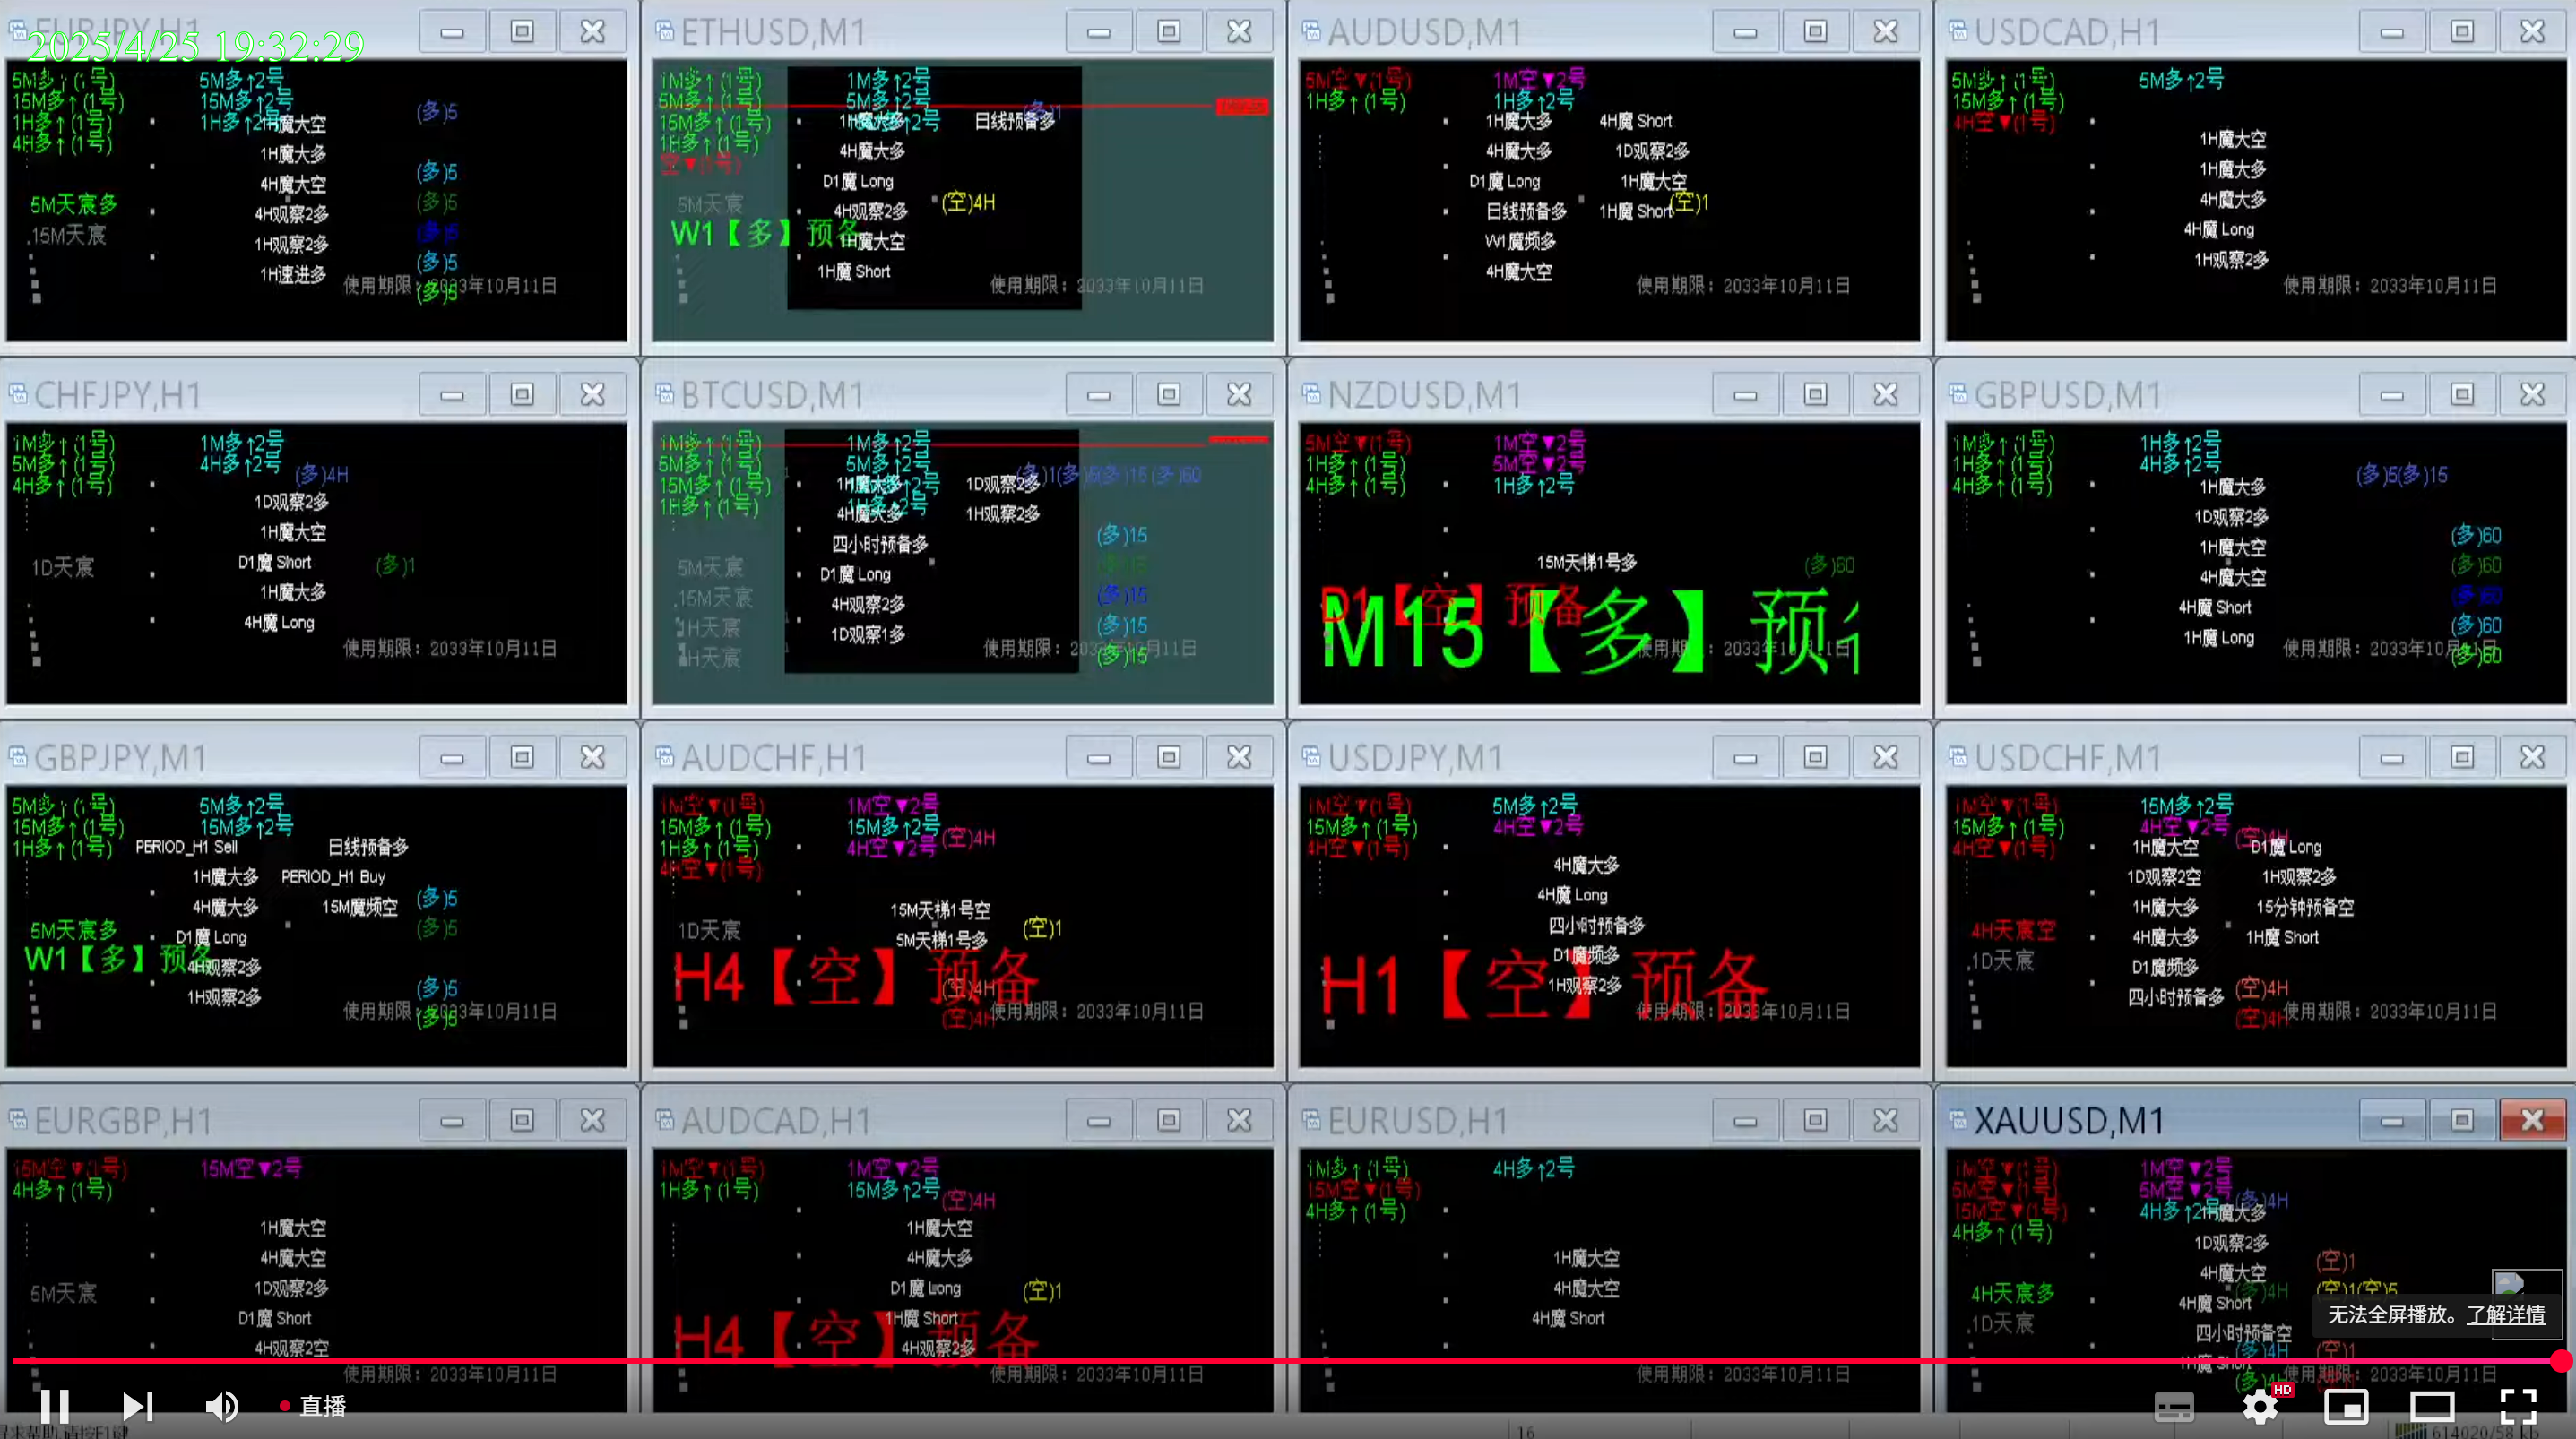 EURJPY,H1
2025/4/25 19:32:29
5M多↑(1号) 5M多↑2号
15M多↑(1号) 15M多↑2号 (多)5
1H多↑(1号) 1H多↑2号 1H魔大空
4H多↑(1号)
1H魔大多
4H魔大空 (多)5
5M天宸多 (多)5
4H观察2多
.15M天宸 (多)5
1H观察2多 (多)5
1H速进多
使用期限：2033年10月11日
(多)5
ETHUSD,M1
1M多↑(1号) 1M多↑2号
5M多↑(1号) 5M多↑2号
15M多↑(1号) 1H魔大多 日线预备多
1H多↑(1号)
空▼(1号) 4H魔大多
D1魔 Long
5M天宸 4H观察2多 (空)4H
W1【多】预备
1H魔大空
1H魔 Short
使用期限：2033年10月11日
AUDUSD,M1
5M空▼(1号) 1M空▼2号
1H多↑(1号) 1H多↑2号
1H魔大多 4H魔 Short
4H魔大多 1D观察2多
D1魔 Long 1H魔大空
日线预备多 1H魔 Short (空)1
W1魔频多
4H魔大空
使用期限：2033年10月11日
USDCAD,H1
5M多↑(1号) 5M多↑2号
15M多↑(1号)
4H空▼(1号)
1H魔大空
1H魔大多
4H魔大多
4H魔 Long
1H观察2多
使用期限：2033年10月11日
CHFJPY,H1
1M多↑(1号) 1M多↑2号
5M多↑(1号) 4H多↑2号
4H多↑(1号) (多)4H
1D观察2多
1H魔大空
1D天宸 D1魔 Short (多)1
1H魔大多
4H魔 Long
使用期限：2033年10月11日
BTCUSD,M1
1M多↑(1号) 1M多↑2号
5M多↑(1号) 5M多↑2号 (多)1(多)5(多)15(多)60
15M多↑(1号) 1H魔大多 1D观察2多
1H多↑(1号) 4H魔大多 1H观察2多
四小时预备多 (多)15
5M天宸 D1魔 Long
.15M天宸 4H观察2多 (多)15
1H天宸 1D观察1多 (多)15
H天宸 (多)15
使用期限：2033年10月11日
NZDUSD,M1
5M空▼(1号) 1M空▼2号
1H多↑(1号) 5M空▼2号
4H多↑(1号) 1H多↑2号
15M天梯1号多 (多)60
D1【空】预备
M15【多】预
使用期限：2033年10月11日
GBPUSD,M1
1M多↑(1号) 1H多↑2号
1H多↑(1号) 4H多↑2号 (多)5(多)15
4H多↑(1号) 1H魔大多
1D观察2多
1H魔大空 (多)60
4H魔大空 (多)60
4H魔 Short (多)60
1H魔 Long (多)60
使用期限：2033年10月11日
(多)60
GBPJPY,M1
5M多↑(1号) 5M多↑2号
15M多↑(1号) 15M多↑2号
1H多↑(1号) PERIOD_H1 Sell 日线预备多
1H魔大多 PERIOD_H1 Buy
4H魔大多 15M魔频空 (多)5
5M天宸多 D1魔 Long (多)5
W1【多】预备
4H观察2多
1H观察2多 (多)5
使用期限：2033年10月11日
(多)5
AUDCHF,H1
1M空▼(1号) 1M空▼2号
15M多↑(1号) 15M多↑2号 (空)4H
1H多↑(1号) 4H空▼2号
4H空▼(1号)
15M天梯1号空
1D天宸 5M天梯1号多 (空)1
H4【空】预备
(空)4H
(空)4H
使用期限：2033年10月11日
USDJPY,M1
1M空▼(1号) 5M多↑2号
15M多↑(1号) 4H空▼2号
4H空▼(1号)
4H魔大多
4H魔 Long
四小时预备多
D1魔频多
H1【空】预备
1H观察2多
使用期限：2033年10月11日
USDCHF,M1
1M空▼(1号) 15M多↑2号
15M多↑(1号) 4H空▼2号 (空)4H
4H空▼(1号) 1H魔大空 D1魔 Long
1D观察2空 1H观察2多
1H魔大多 15分钟预备空
4H天宸空 4H魔大多 1H魔 Short
.1D天宸 D1魔频多
四小时预备多 (空)4H
(空)4H
使用期限：2033年10月11日
EURGBP,H1
15M空▼(1号) 15M空▼2号
4H多↑(1号)
1H魔大空
4H魔大空
5M天宸 1D观察2多
D1魔 Short
4H观察2空
使用期限：2033年10月11日
AUDCAD,H1
1M空▼(1号) 1M空▼2号
1H多↑(1号) 15M多↑2号 (空)4H
1H魔大空
4H魔大多
D1魔 Long (空)1
1H魔 Short
H4【空】预备
4H观察2多
使用期限：2033年10月11日
EURUSD,H1
1M多↑(1号) 4H多↑2号
15M空▼(1号)
4H多↑(1号)
1H魔大空
4H魔大空
4H魔 Short
使用期限：2033年10月11日
XAUUSD,M1
1M空▼(1号) 1M空▼2号
5M空▼(1号) 5M空▼2号 (多)4H
15M空▼(1号) 4H多↑2号 1H魔大多
4H多↑(1号) 1D观察2多
4H魔大空 (空)1
4H天宸多 (多)4H (空)1(空)5
4H魔 Short
.1D天宸 四小时预备空
(多)4H (空)1
1H魔 Short
使用期限：2033年10月11日
无法全屏播放。了解详情
直播
HD
16